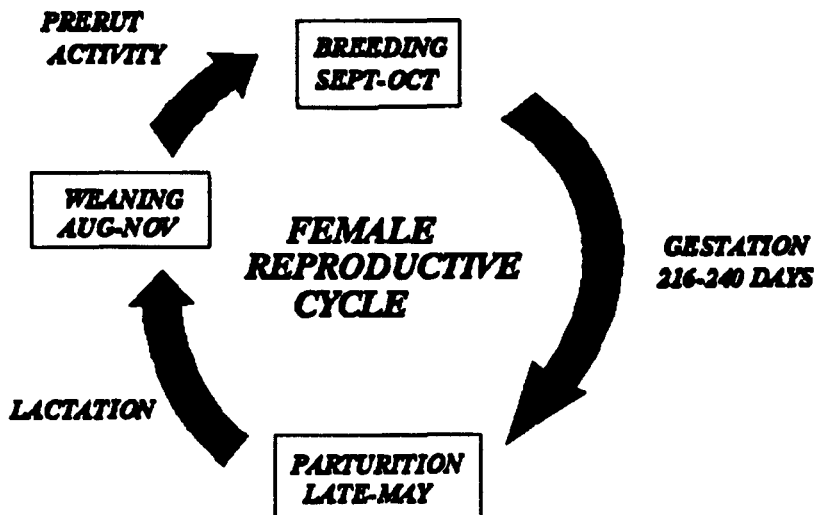 PRERUT
ACTIVITY
BREEDING
SEPT-OCT
WEANING
AUG-NOV
FEMALE
REPRODUCTIVE
CYCLE
GESTATION
216-240 DAYS
LACTATION
PARTURITION
LATE-MAY